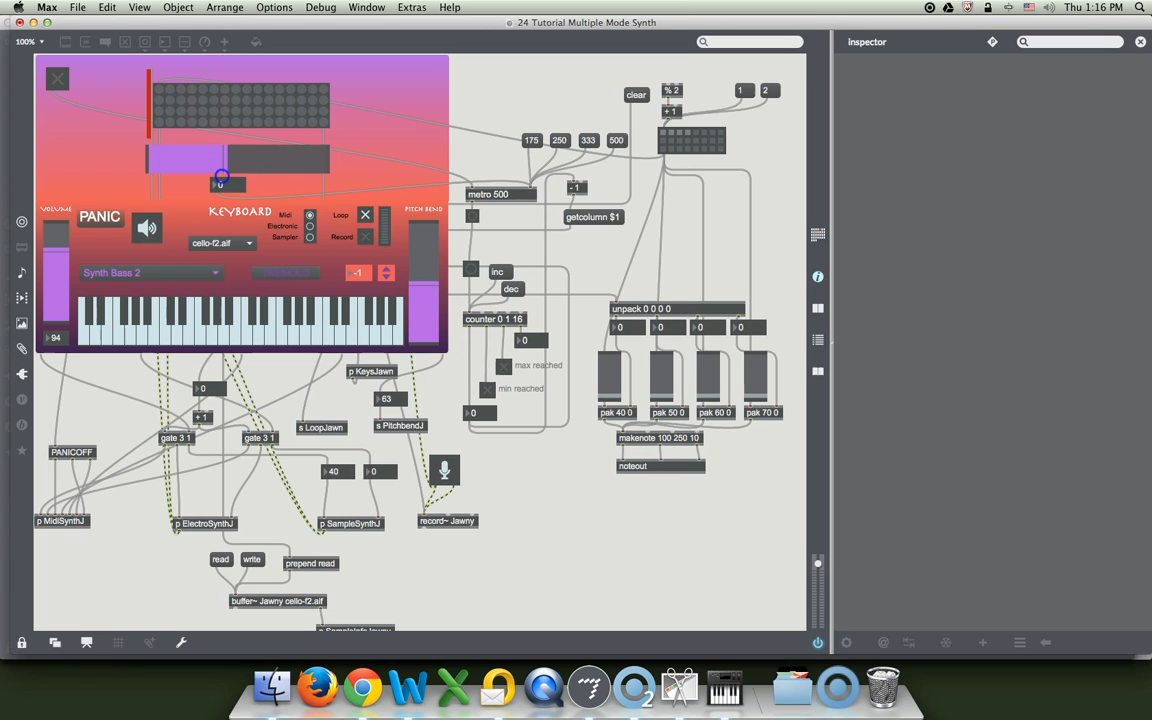 Max File Edit View Object Arrange Options Debug Window Extras Help Thu 1:16 PM
24 Tutorial Multiple Mode Synth
100%
inspector
clear
% 2
+ 1
1
2
175
250
333
500
metro 500
- 1
getcolumn $1
0
VOLUME
PANIC
KEYBOARD
Midi
Electronic
Sampler
Loop
Record
PITCH BEND
cello-f2.aif
Synth Bass 2
-1
94
inc
dec
counter 0 1 16
0
max reached
min reached
0
unpack 0 0 0 0
0
0
0
0
pak 40 0
pak 50 0
pak 60 0
pak 70 0
makenote 100 250 10
noteout
p KeysJawn
0
63
+ 1
s LoopJawn
s PitchbendJ
gate 3 1
gate 3 1
PANICOFF
40
0
p MidiSynthJ
p ElectroSynthJ
p SampleSynthJ
record~ Jawny
read
write
prepend read
buffer~ Jawny cello-f2.aif
p SampleInfoJawny
2